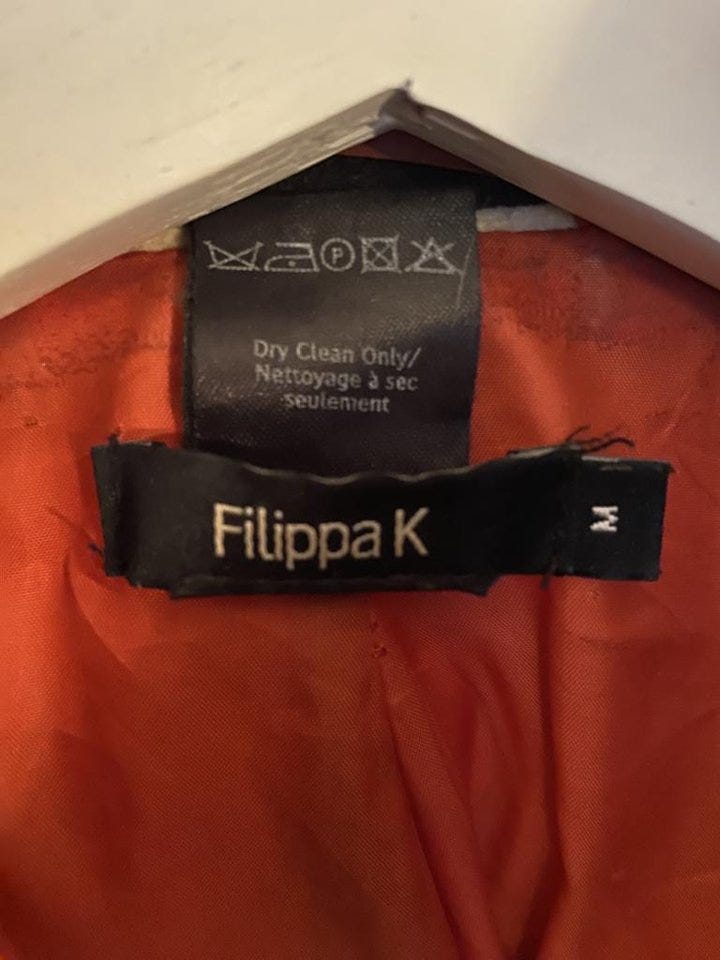 P
Dry Clean Only/
Nettoyage à sec
seulement
Filippa K
M